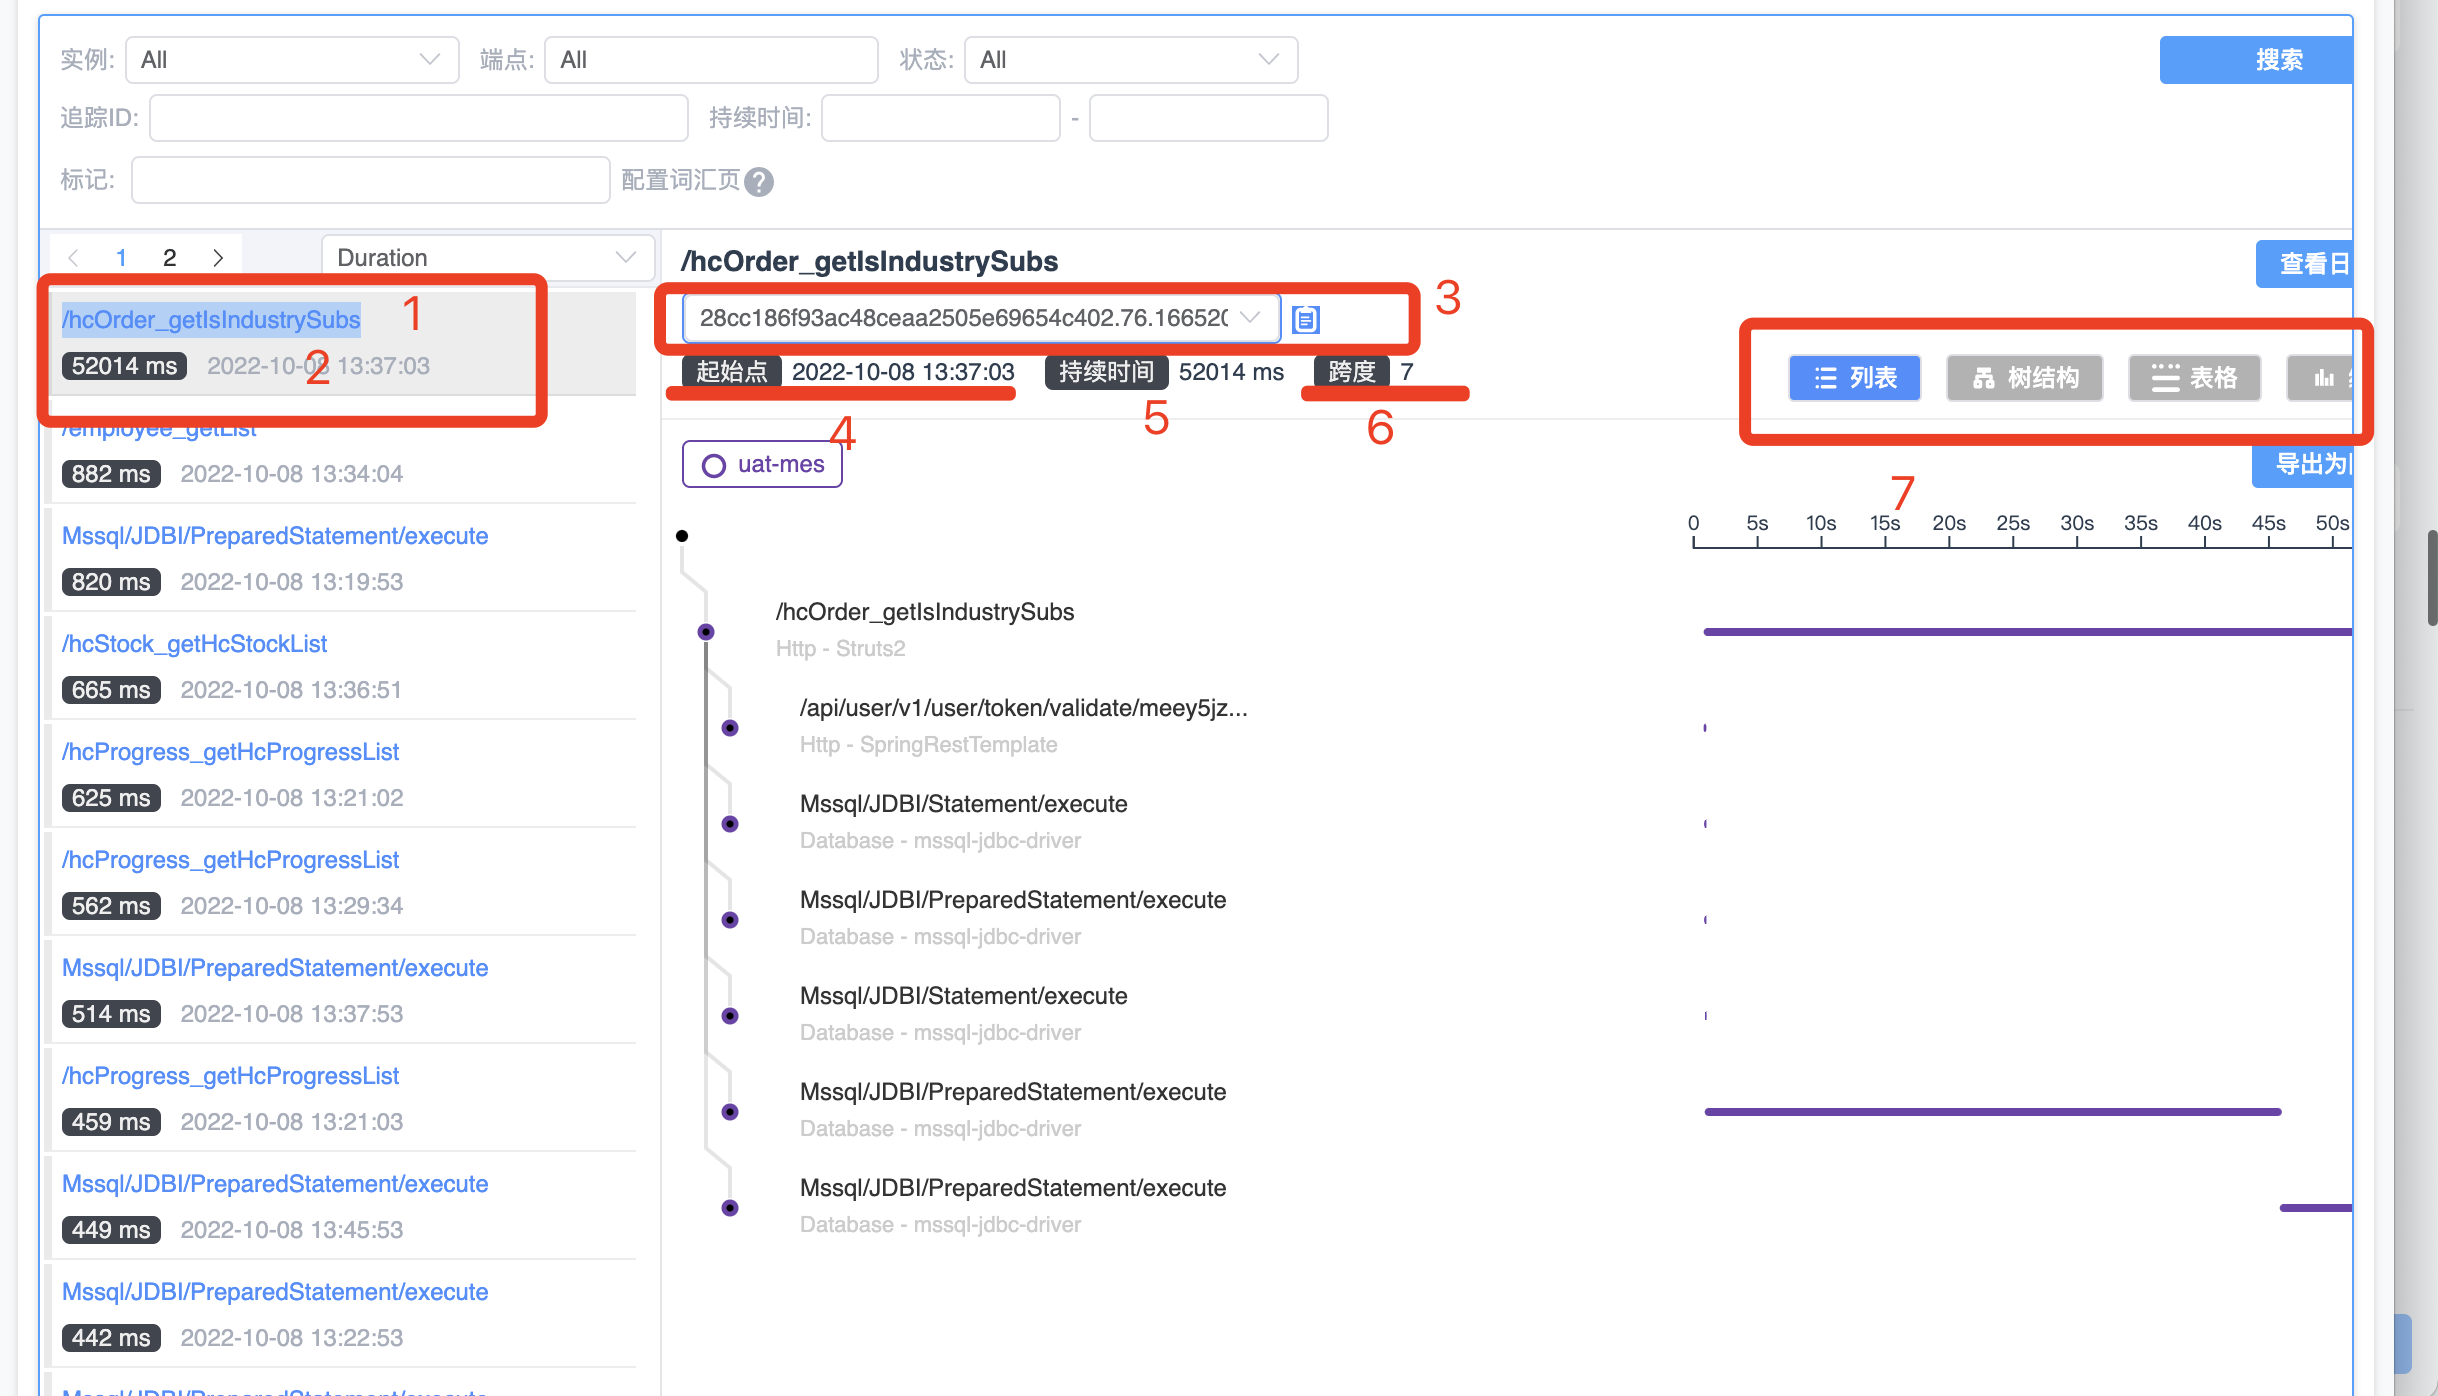 实例: All 端点: All 状态: All 搜索
追踪ID: 持续时间: -
标记: 配置词汇页 ?
1 2 Duration
/hcOrder_getIsIndustrySubs 1
52014 ms 2022-10-08 13:37:03
2
/employee_getList
882 ms 2022-10-08 13:34:04
Mssql/JDBI/PreparedStatement/execute
820 ms 2022-10-08 13:19:53
/hcStock_getHcStockList
665 ms 2022-10-08 13:36:51
/hcProgress_getHcProgressList
625 ms 2022-10-08 13:21:02
/hcProgress_getHcProgressList
562 ms 2022-10-08 13:29:34
Mssql/JDBI/PreparedStatement/execute
514 ms 2022-10-08 13:37:53
/hcProgress_getHcProgressList
459 ms 2022-10-08 13:21:03
Mssql/JDBI/PreparedStatement/execute
449 ms 2022-10-08 13:45:53
Mssql/JDBI/PreparedStatement/execute
442 ms 2022-10-08 13:22:53
Mssql/JDBI/PreparedStatement/execute
/hcOrder_getIsIndustrySubs 查看日
28cc186f93ac48ceaa2505e69654c402.76.166520 3
起始点 2022-10-08 13:37:03 持续时间 52014 ms 跨度 7
列表 树结构 表格
4 5 6 7
uat-mes 导出为
0 5s 10s 15s 20s 25s 30s 35s 40s 45s 50s
/hcOrder_getIsIndustrySubs
Http - Struts2
/api/user/v1/user/token/validate/meey5jz...
Http - SpringRestTemplate
Mssql/JDBI/Statement/execute
Database - mssql-jdbc-driver
Mssql/JDBI/PreparedStatement/execute
Database - mssql-jdbc-driver
Mssql/JDBI/Statement/execute
Database - mssql-jdbc-driver
Mssql/JDBI/PreparedStatement/execute
Database - mssql-jdbc-driver
Mssql/JDBI/PreparedStatement/execute
Database - mssql-jdbc-driver